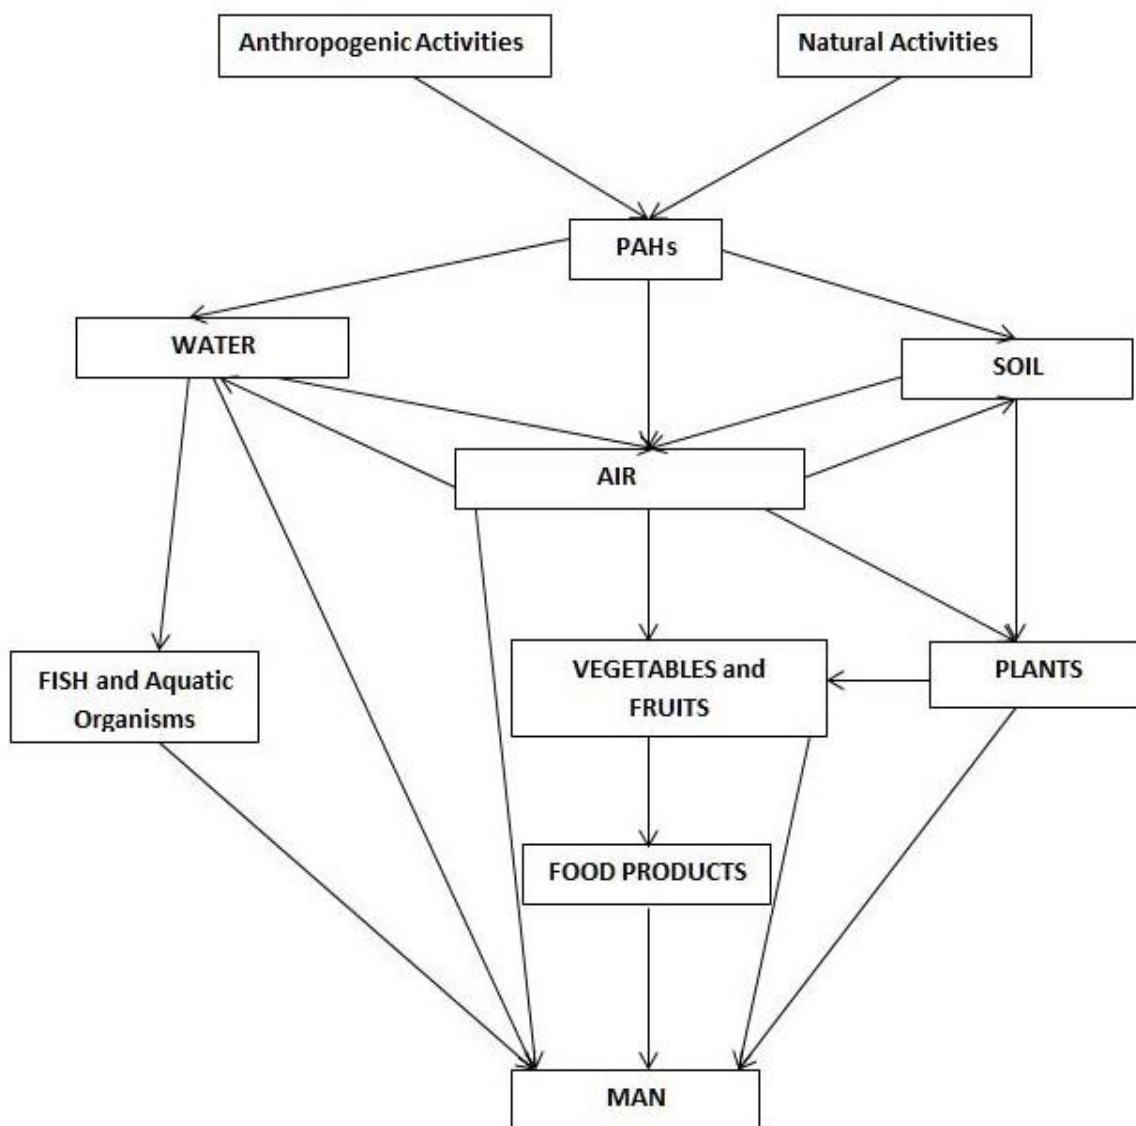 Anthropogenic Activities
Natural Activities
PAHs
WATER
SOIL
AIR
FISH and Aquatic
Organisms
VEGETABLES and
FRUITS
PLANTS
FOOD PRODUCTS
MAN